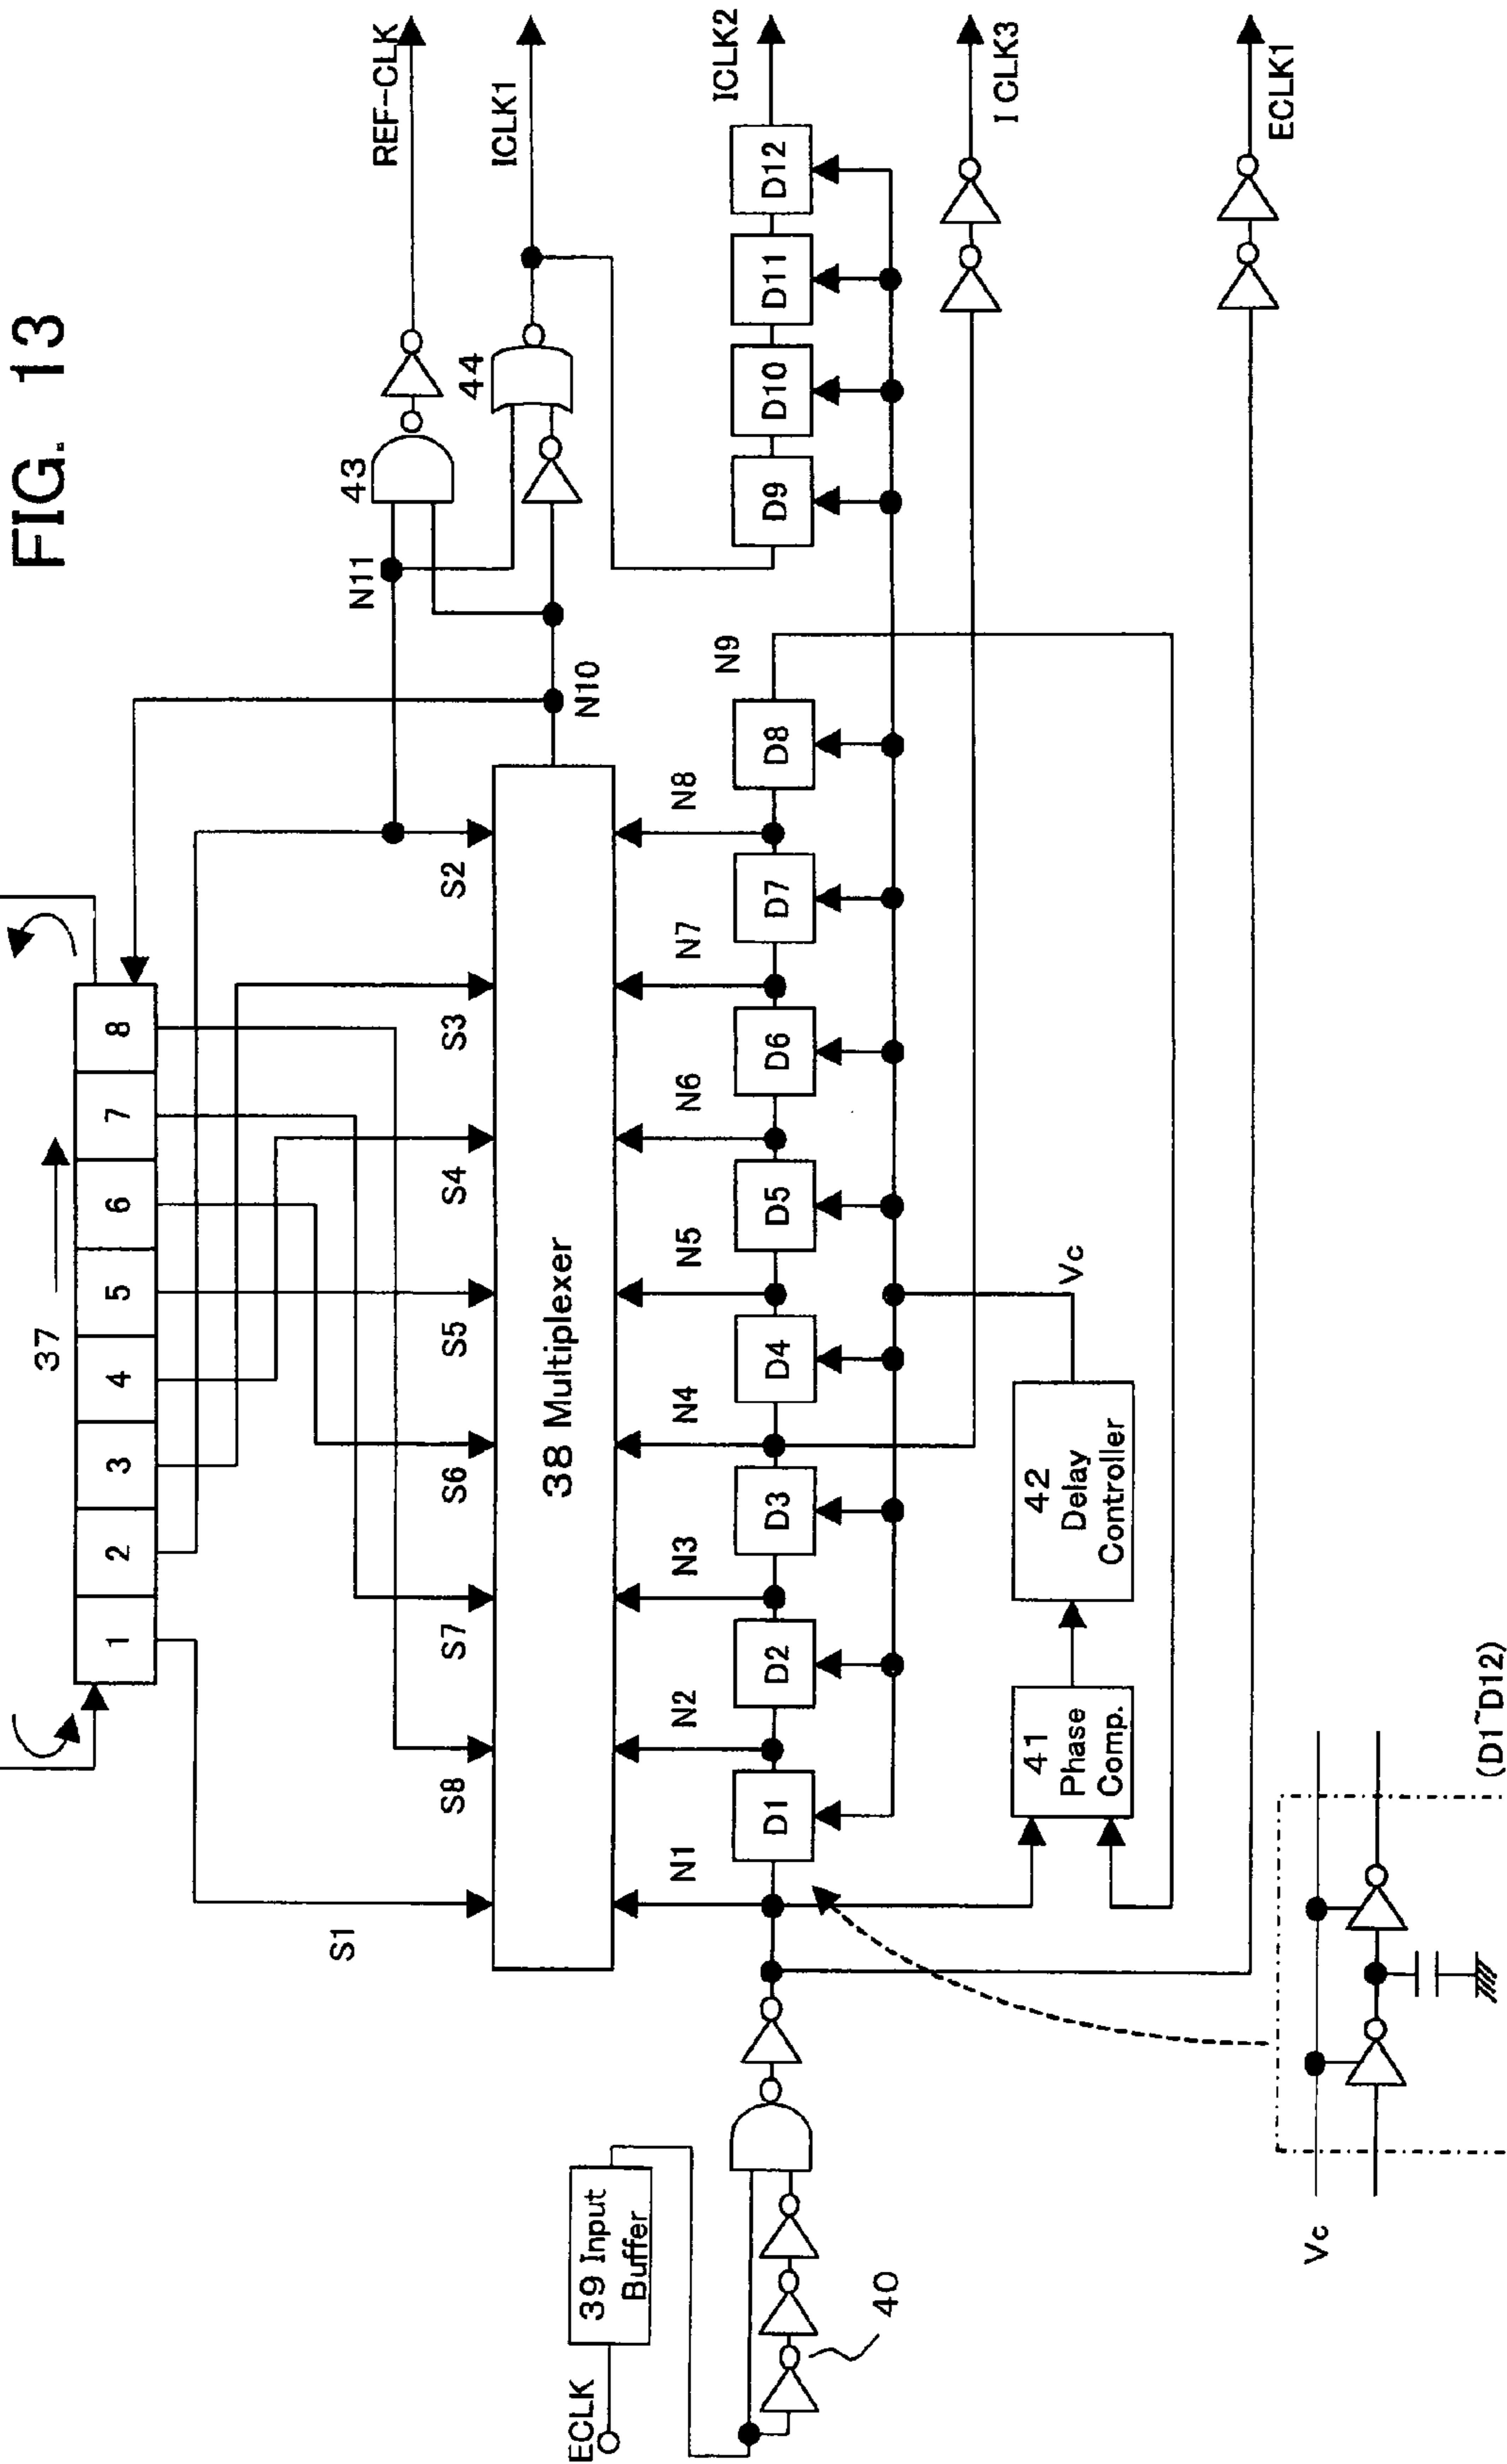 FIG. 13
37
1 2 3 4 5 6 7 8
REF-CLK
43
N11
44
ICLK1
N10
S1
S8
S7
S6
S5
S4
S3
S2
38 Multiplexer
N1
N2
N3
N4
N5
N6
N7
N8
N9
ECLK
39 Input
Buffer
40
D1
D2
D3
D4
D5
D6
D7
D8
D9
D10
D11
D12
ICLK2
I CLK3
41
Phase
Comp.
42
Delay
Controller
Vc
ECLK1
Vc
(D1~D12)